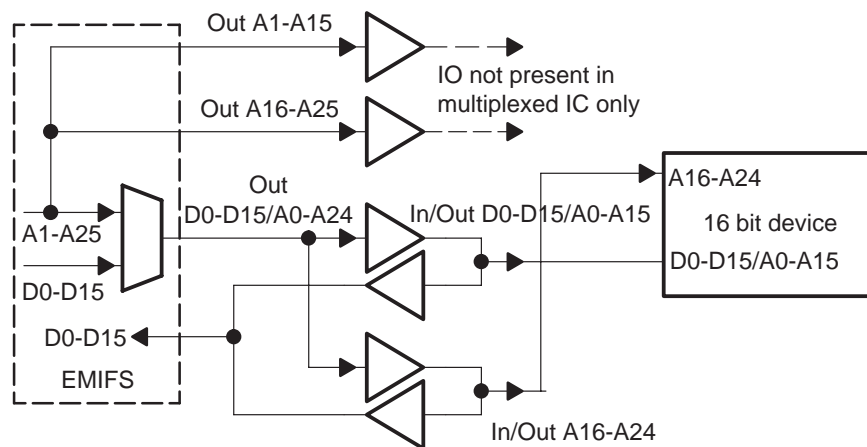 Out A1-A15
IO not present in
multiplexed IC only
Out A16-A25
Out
D0-D15/A0-A24
In/Out D0-D15/A0-A15
A16-A24
16 bit device
D0-D15/A0-A15
A1-A25
D0-D15
D0-D15
EMIFS
In/Out A16-A24